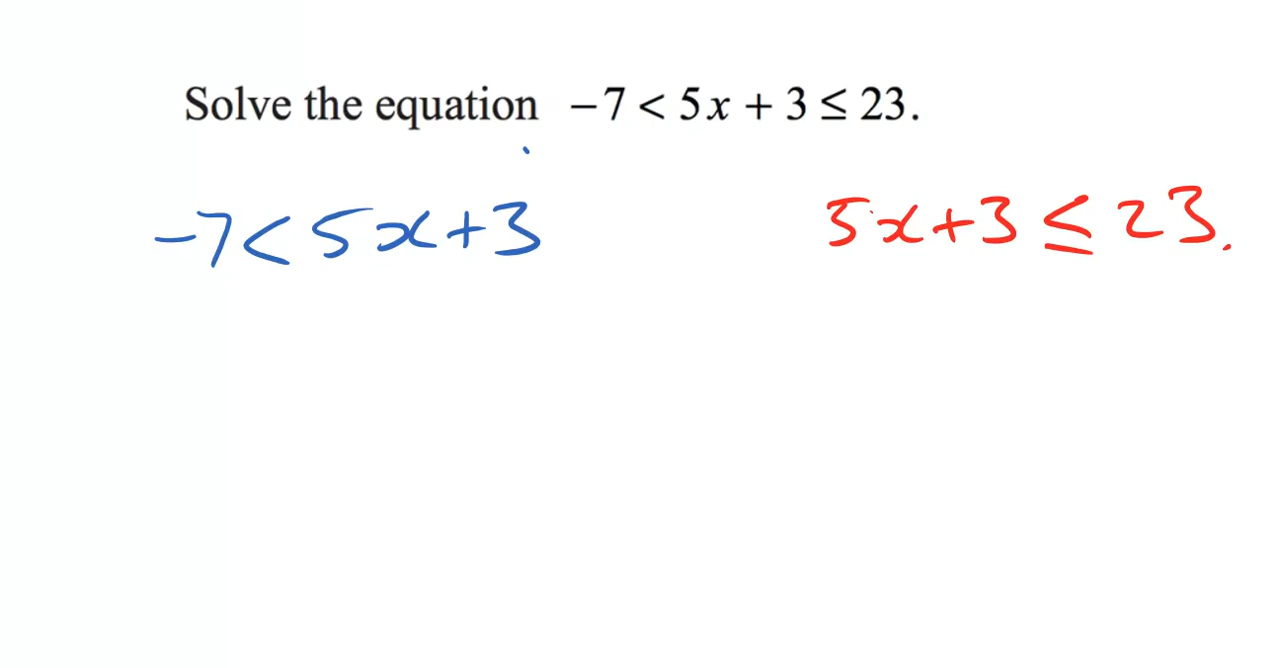 Solve the equation −7 < 5x + 3 ≤ 23.
−7 < 5x+3
5x+3 ≤ 23.